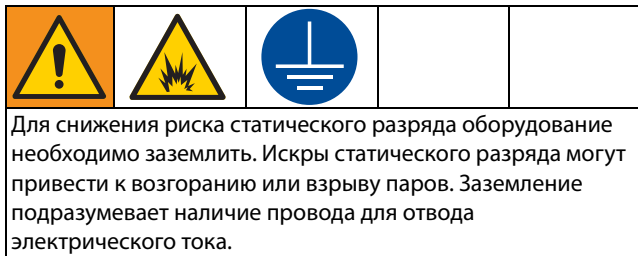 Для снижения риска статического разряда оборудование
необходимо заземлить. Искры статического разряда могут
привести к возгоранию или взрыву паров. Заземление
подразумевает наличие провода для отвода
электрического тока.